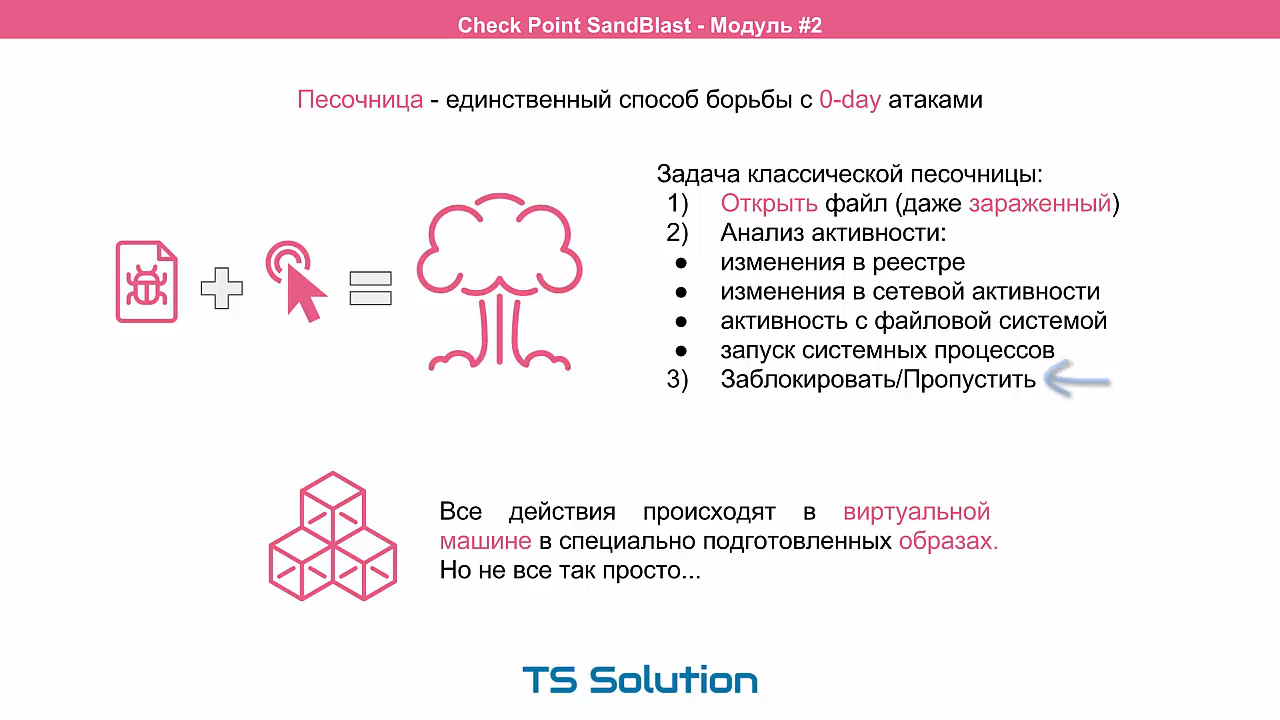 Check Point SandBlast - Модуль #2
Песочница - единственный способ борьбы с 0-day атаками
Задача классической песочницы:
1) Открыть файл (даже зараженный)
2) Анализ активности:
● изменения в реестре
● изменения в сетевой активности
● активность с файловой системой
● запуск системных процессов
3) Заблокировать/Пропустить
Все действия происходят в виртуальной
машине в специально подготовленных образах.
Но не все так просто...
TS Solution